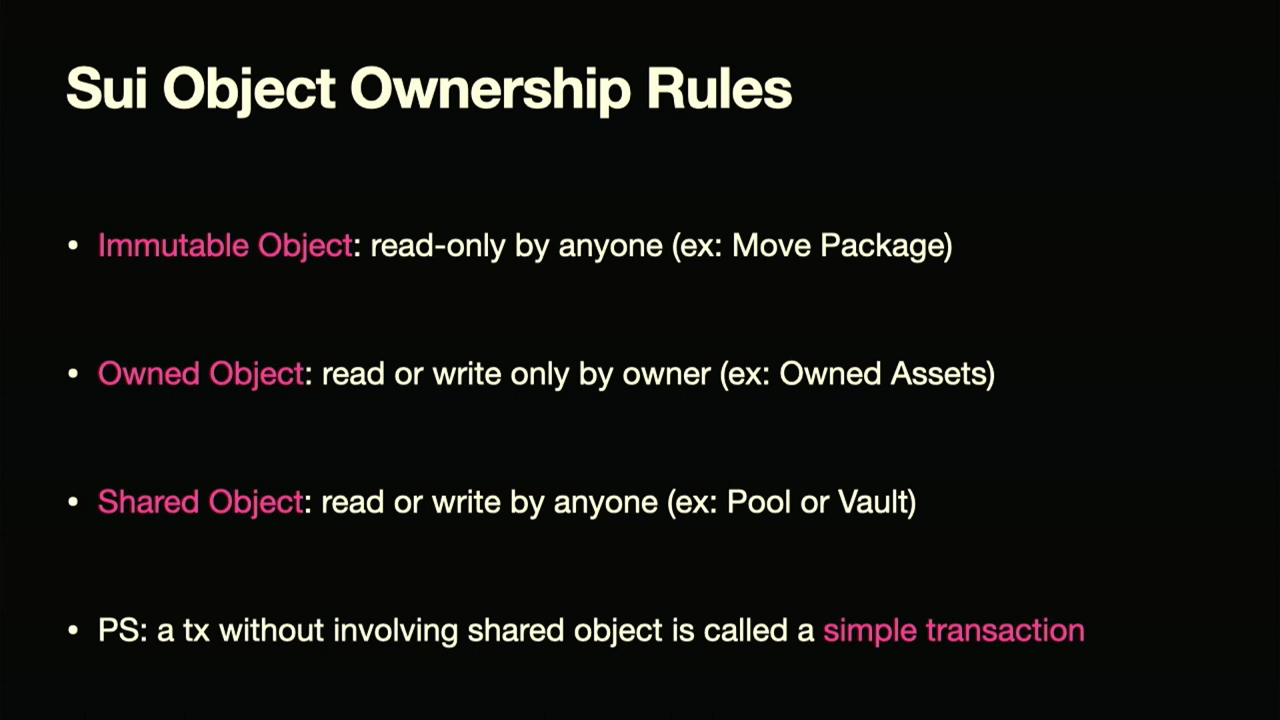 Sui Object Ownership Rules
• Immutable Object: read-only by anyone (ex: Move Package)
• Owned Object: read or write only by owner (ex: Owned Assets)
• Shared Object: read or write by anyone (ex: Pool or Vault)
• PS: a tx without involving shared object is called a simple transaction